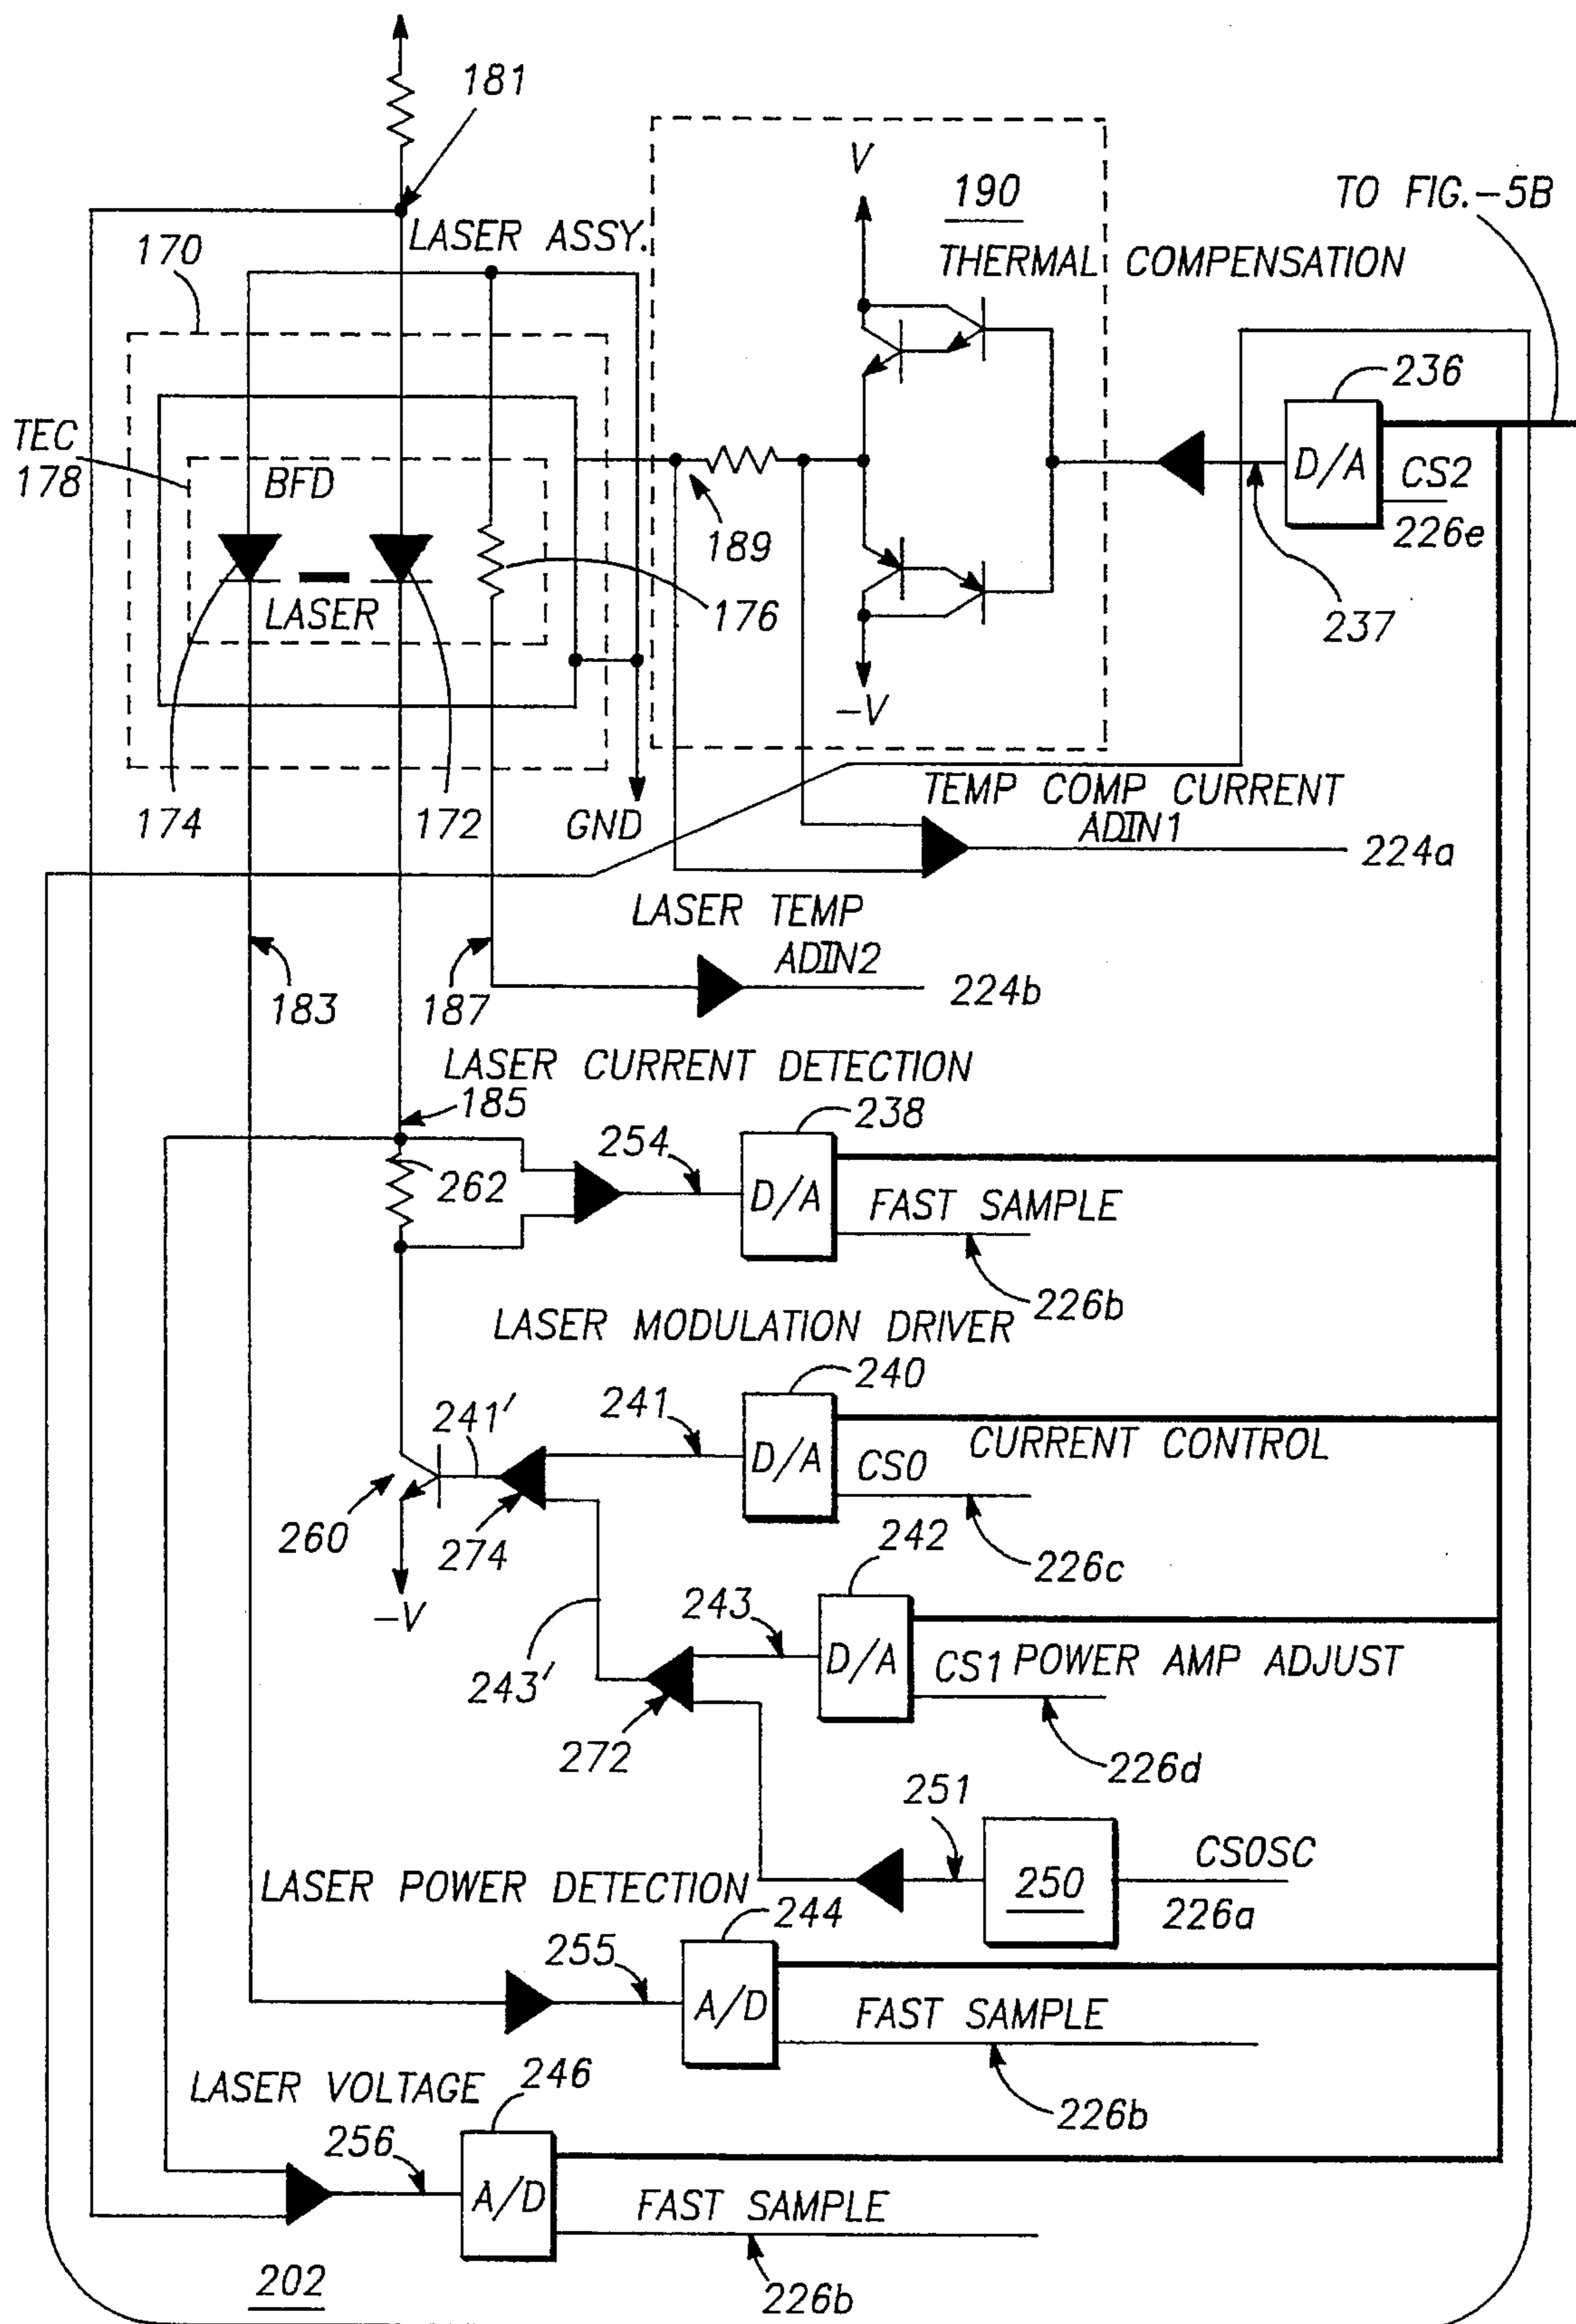 181
V
190
TO FIG.-5B
LASER ASSY.
170
THERMAL COMPENSATION
236
TEC
178
BFD
D/A
CS2
226e
189
LASER
176
237
-V
174
172
GND
TEMP COMP CURRENT
ADIN1
224a
LASER TEMP
ADIN2
224b
183
187
LASER CURRENT DETECTION
185
238
254
262
D/A
FAST SAMPLE
226b
LASER MODULATION DRIVER
240
241'
241
D/A
CS0
CURRENT CONTROL
260
274
242
226c
-V
243
243'
D/A
CS1 POWER AMP ADJUST
272
226d
251
CSOSC
LASER POWER DETECTION
250
226a
244
255
A/D
FAST SAMPLE
226b
LASER VOLTAGE
246
256
A/D
FAST SAMPLE
202
226b